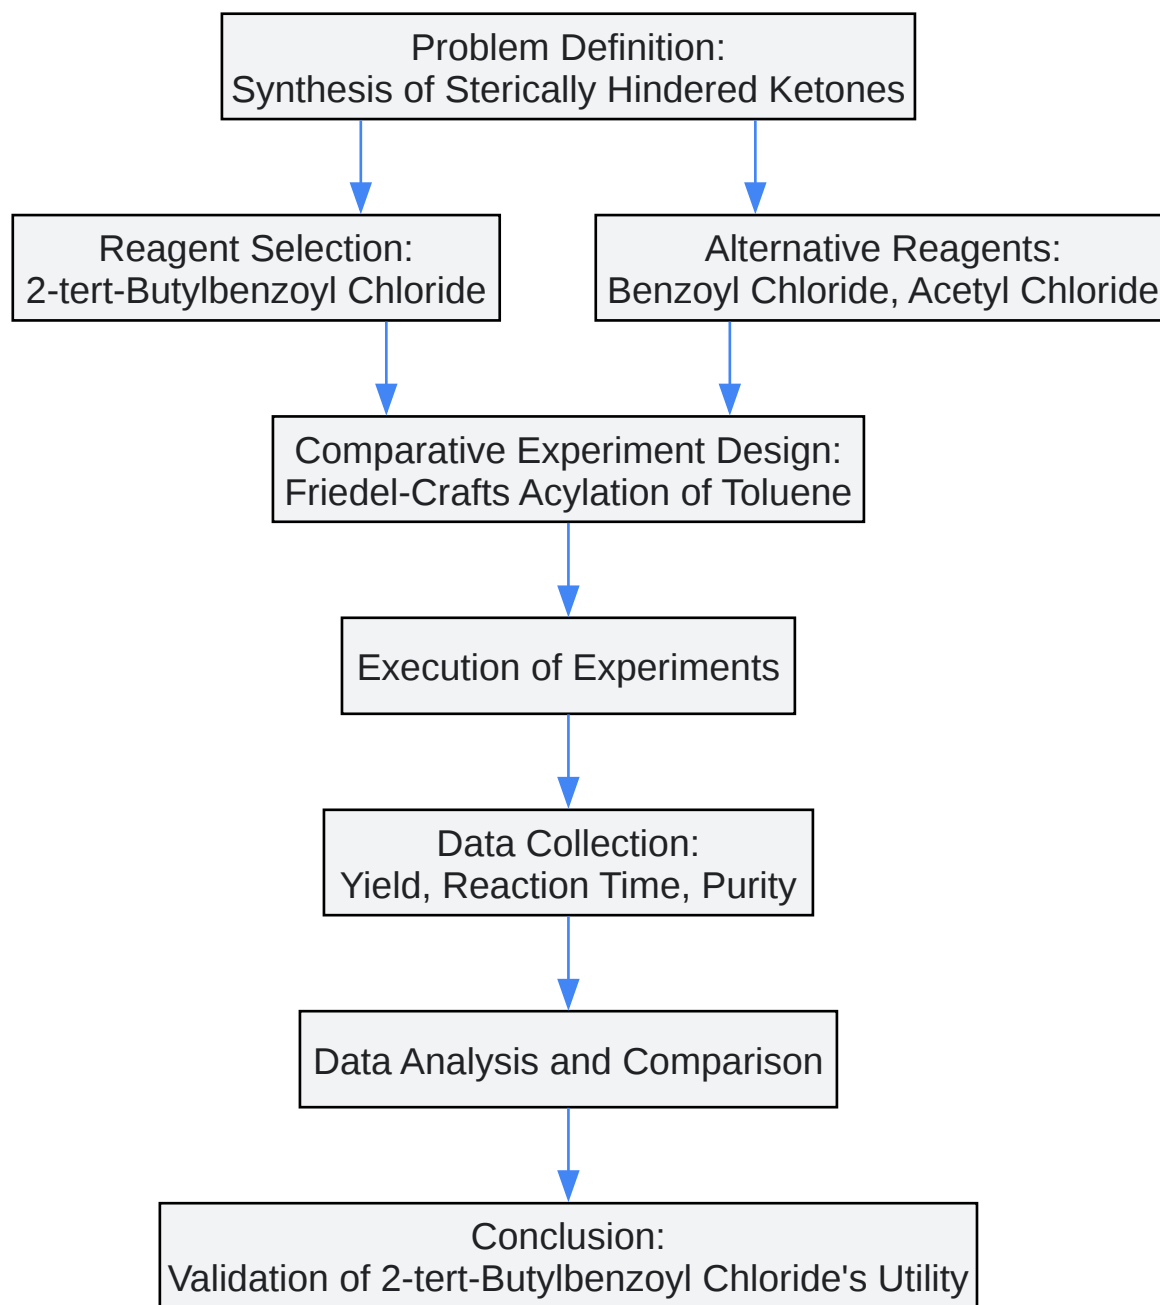 Problem Definition:
Synthesis of Sterically Hindered Ketones
Reagent Selection:
2-tert-Butylbenzoyl Chloride
Alternative Reagents:
Benzoyl Chloride, Acetyl Chloride
Comparative Experiment Design:
Friedel-Crafts Acylation of Toluene
Execution of Experiments
Data Collection:
Yield, Reaction Time, Purity
Data Analysis and Comparison
Conclusion:
Validation of 2-tert-Butylbenzoyl Chloride's Utility